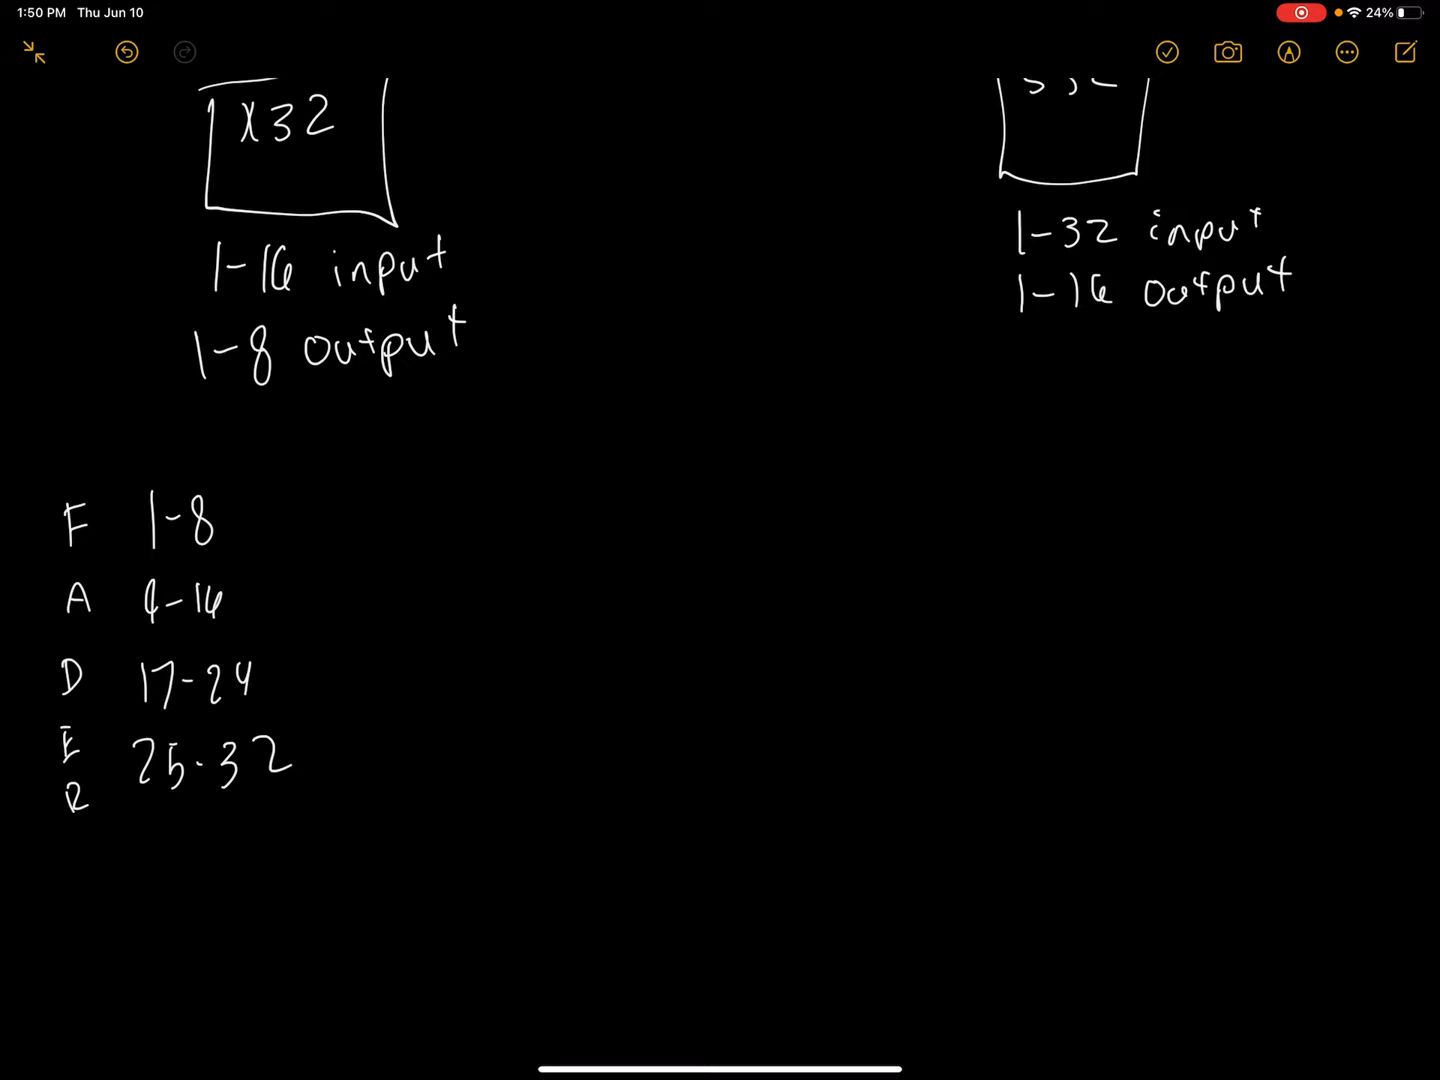 1:50 PM Thu Jun 10
24%
X32
1-16 input
1-8 output
1-32 input
1-16 output
F 1-8
A 9-16
D 17-24
E 25-32
R